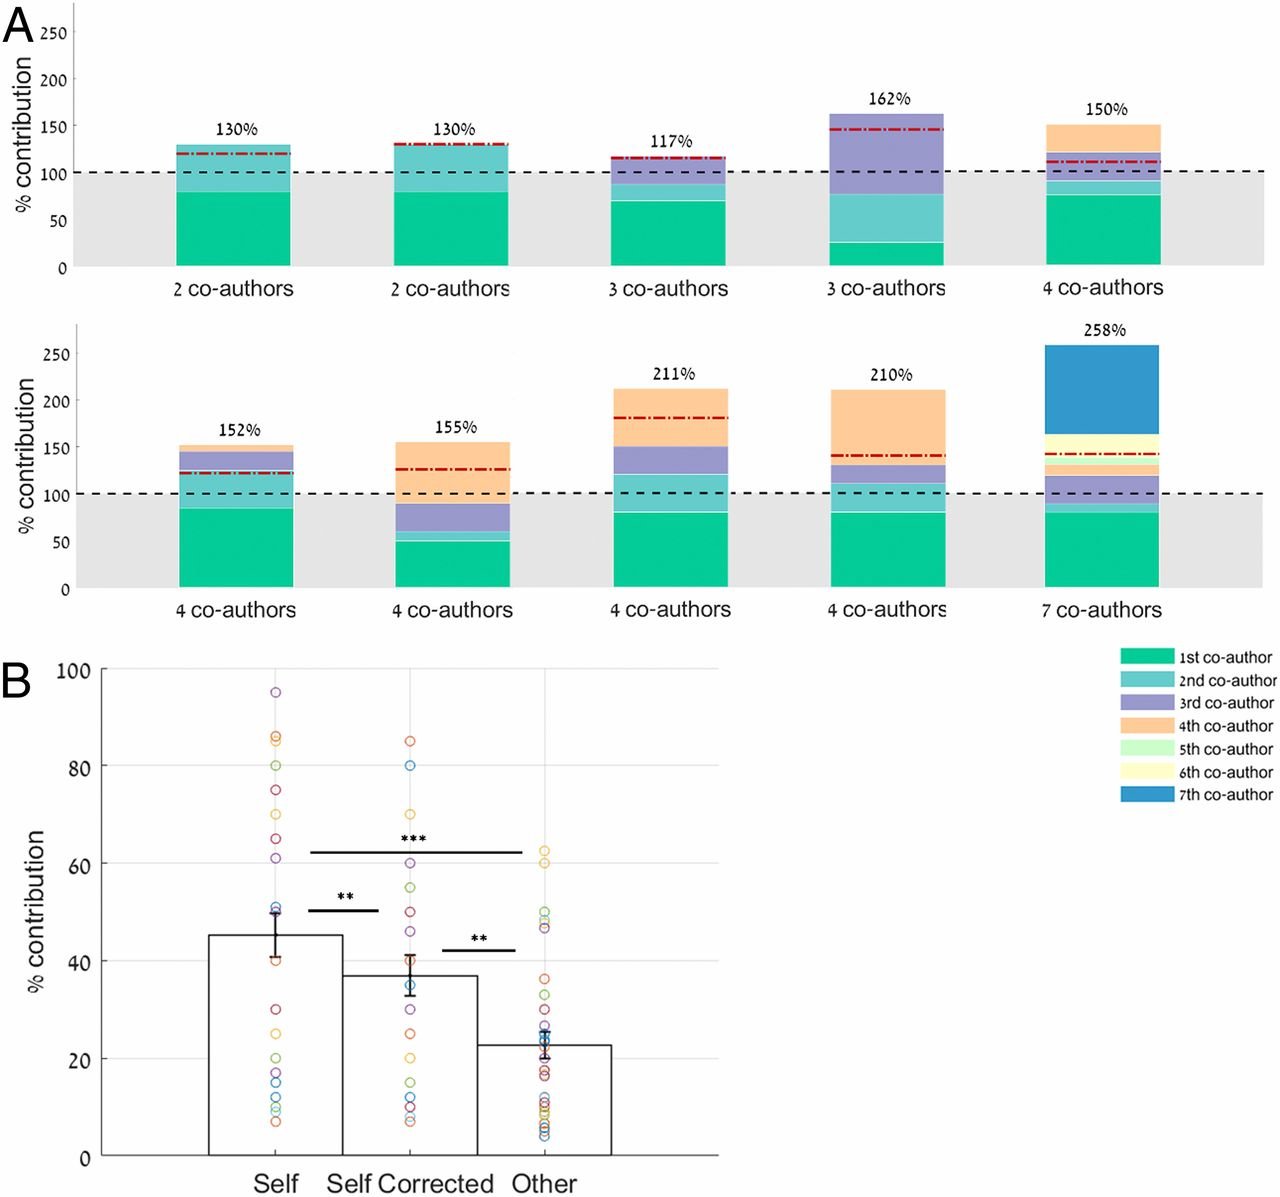 A
% contribution
250
200
150
100
50
0
130%
130%
117%
162%
150%
2 co-authors
2 co-authors
3 co-authors
3 co-authors
4 co-authors
% contribution
250
200
150
100
50
0
152%
155%
211%
210%
258%
4 co-authors
4 co-authors
4 co-authors
4 co-authors
7 co-authors
1st co-author
2nd co-author
3rd co-author
4th co-author
5th co-author
6th co-author
7th co-author
B
% contribution
100
80
60
40
20
0
***
**
**
Self
Self Corrected
Other